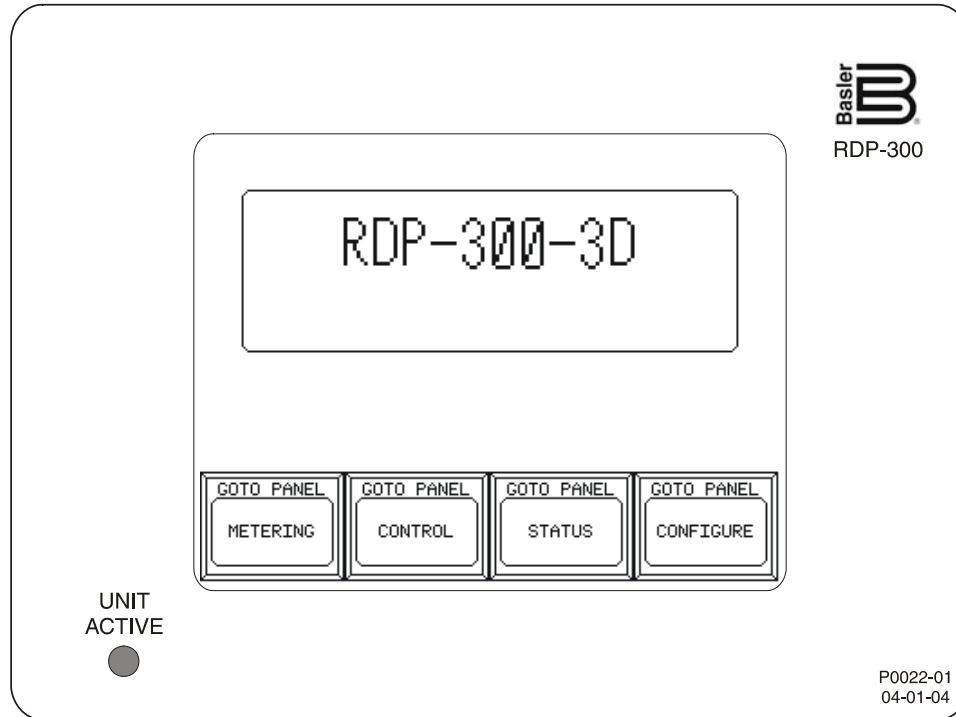 Basler
RDP-300
RDP-300-3D
GOTO PANEL
METERING
GOTO PANEL
CONTROL
GOTO PANEL
STATUS
GOTO PANEL
CONFIGURE
UNIT
ACTIVE
P0022-01
04-01-04